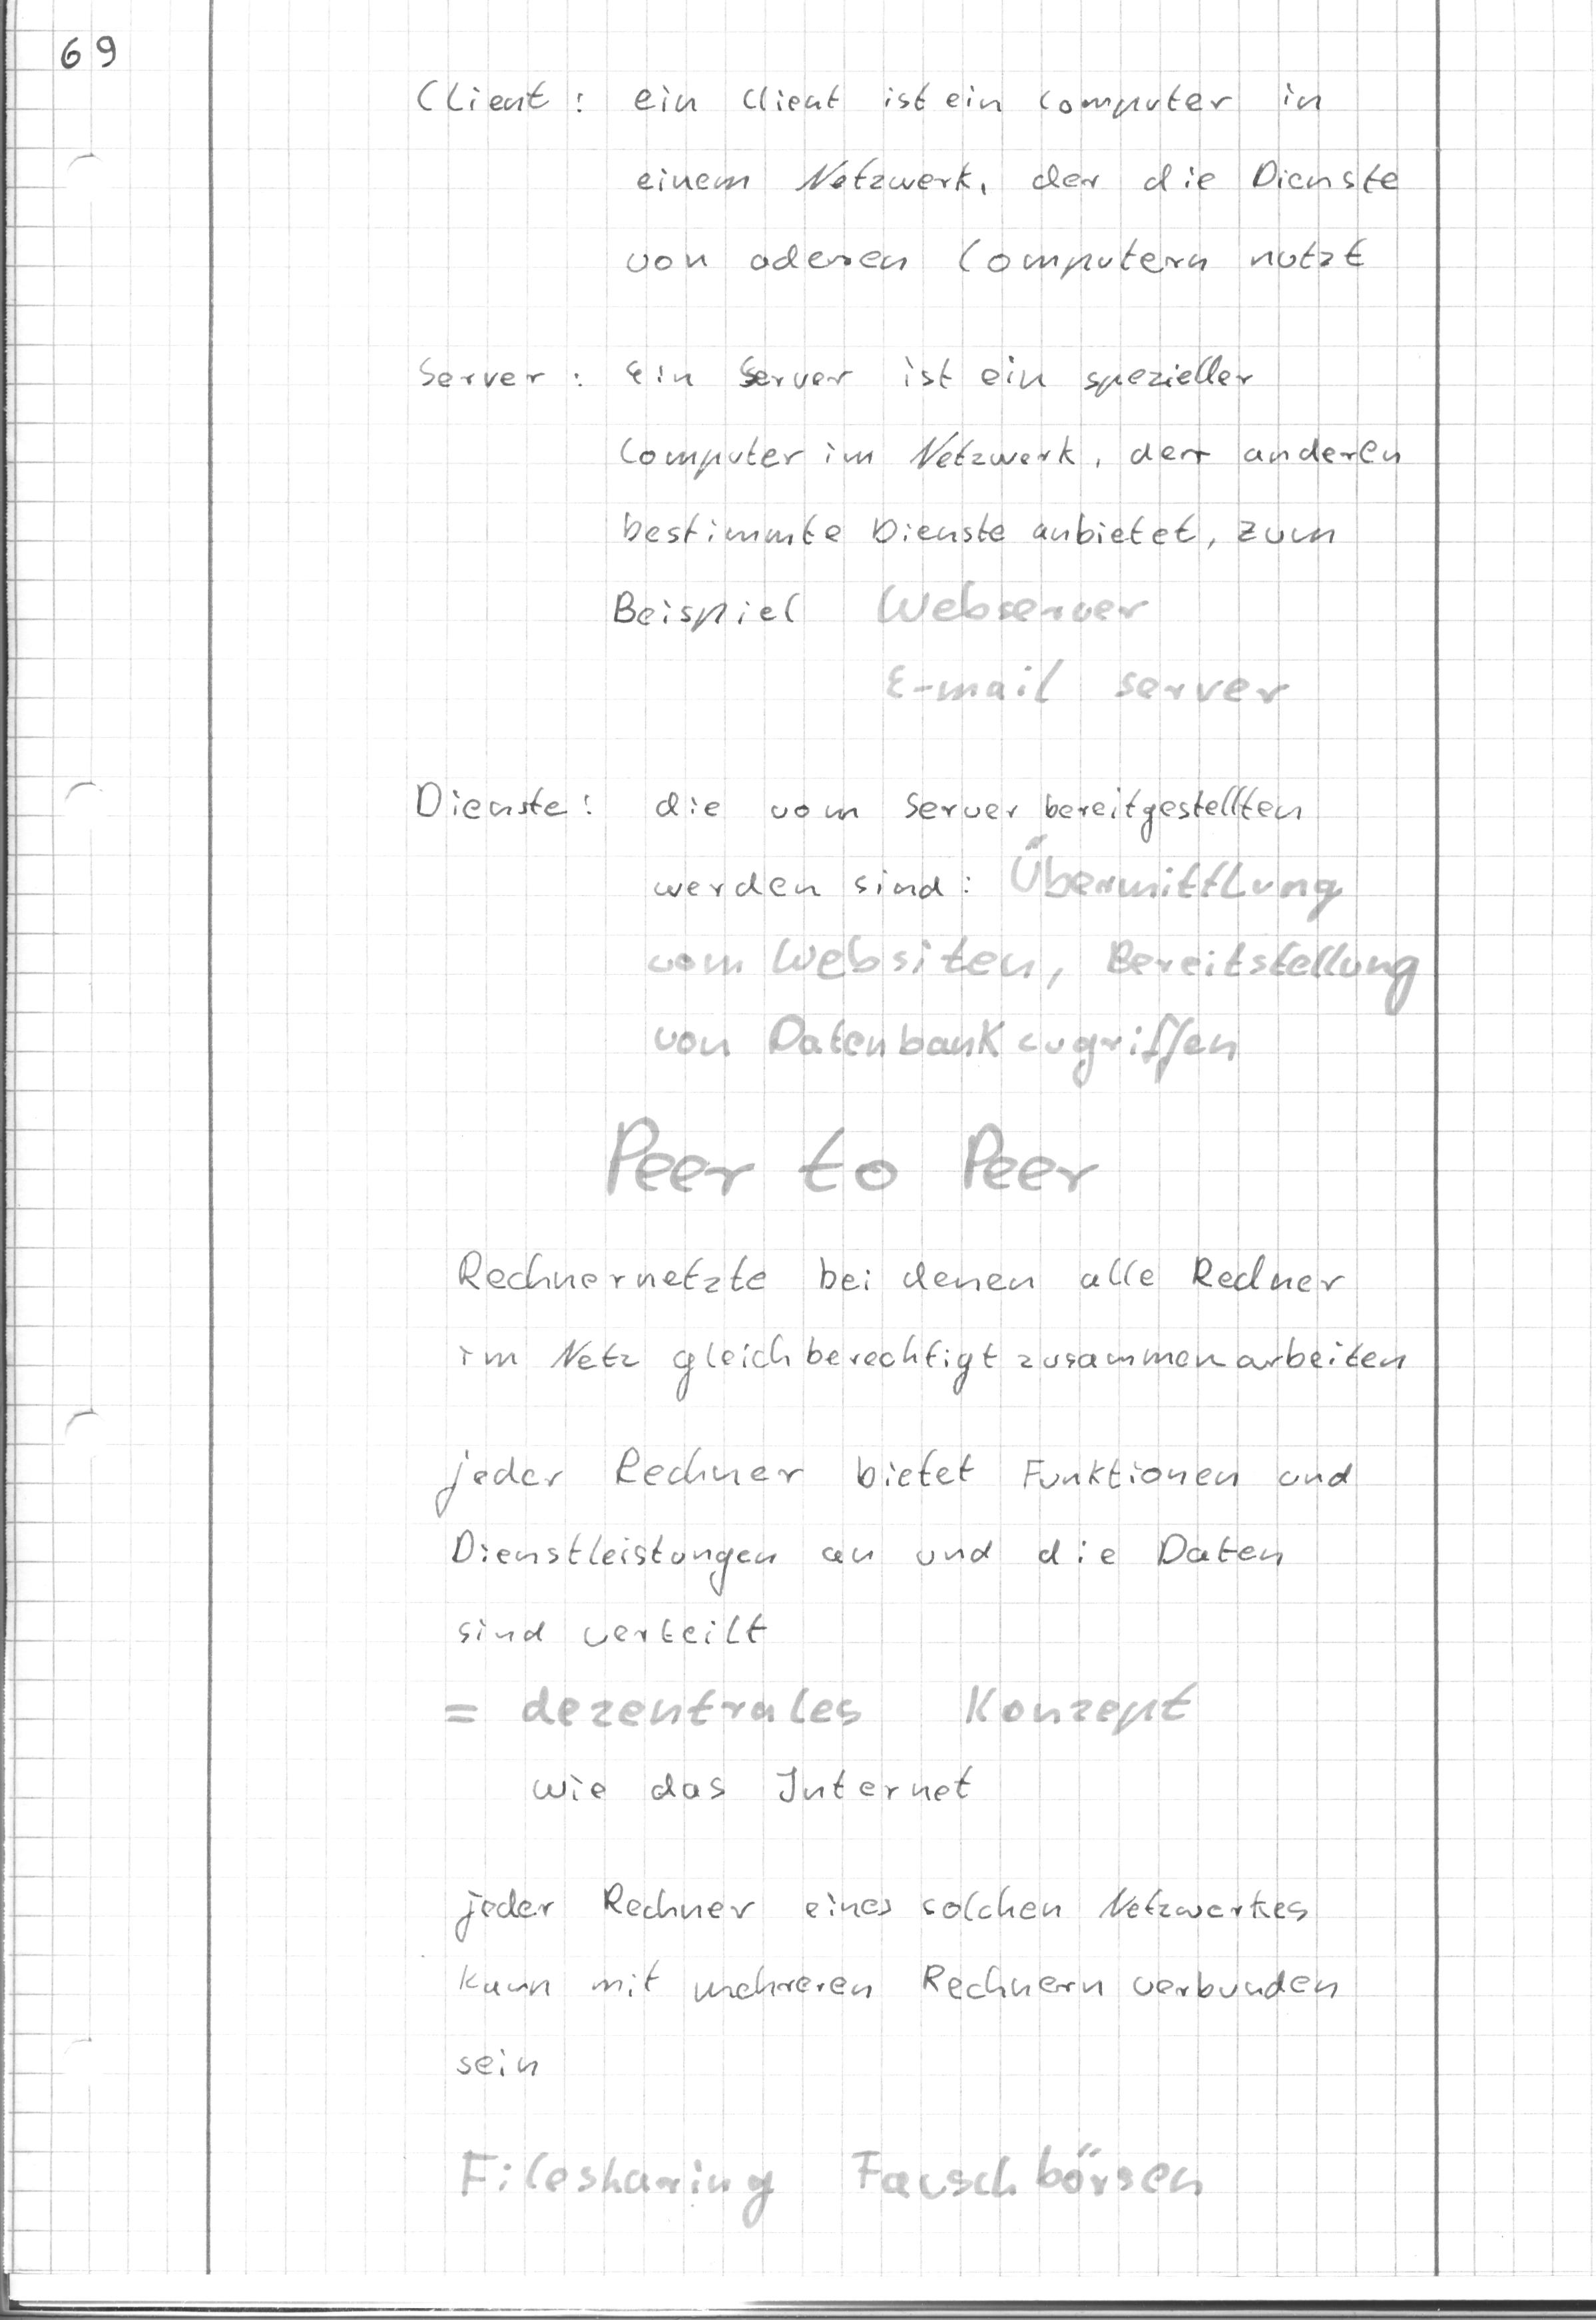 69
Client: ein Client ist ein Computer in
einem Netzwerk, der die Dienste
von aderen Computern nutzt
Server: Ein Server ist ein spezieller
Computer im Netzwerk, der anderen
bestimmte Dienste anbietet, zum
Beispiel Webserver
E-mail server
Dienste: die vom Server bereitgestellten
werden sind: Übermittlung
vom Websiten, Bereitstellung
von Datenbankzugriffen
Peer to Peer
Rechnernetzte bei denen alle Rechner
im Netz gleichberechtigt zusammenarbeiten
jeder Rechner bietet Funktionen und
Dienstleistungen an und die Daten
sind verteilt
= dezentrales Konzept
wie das Internet
jeder Rechner eines solchen Netzwerkes
kann mit mehreren Rechnern verbunden
sein
Filesharing Tauschbörsen